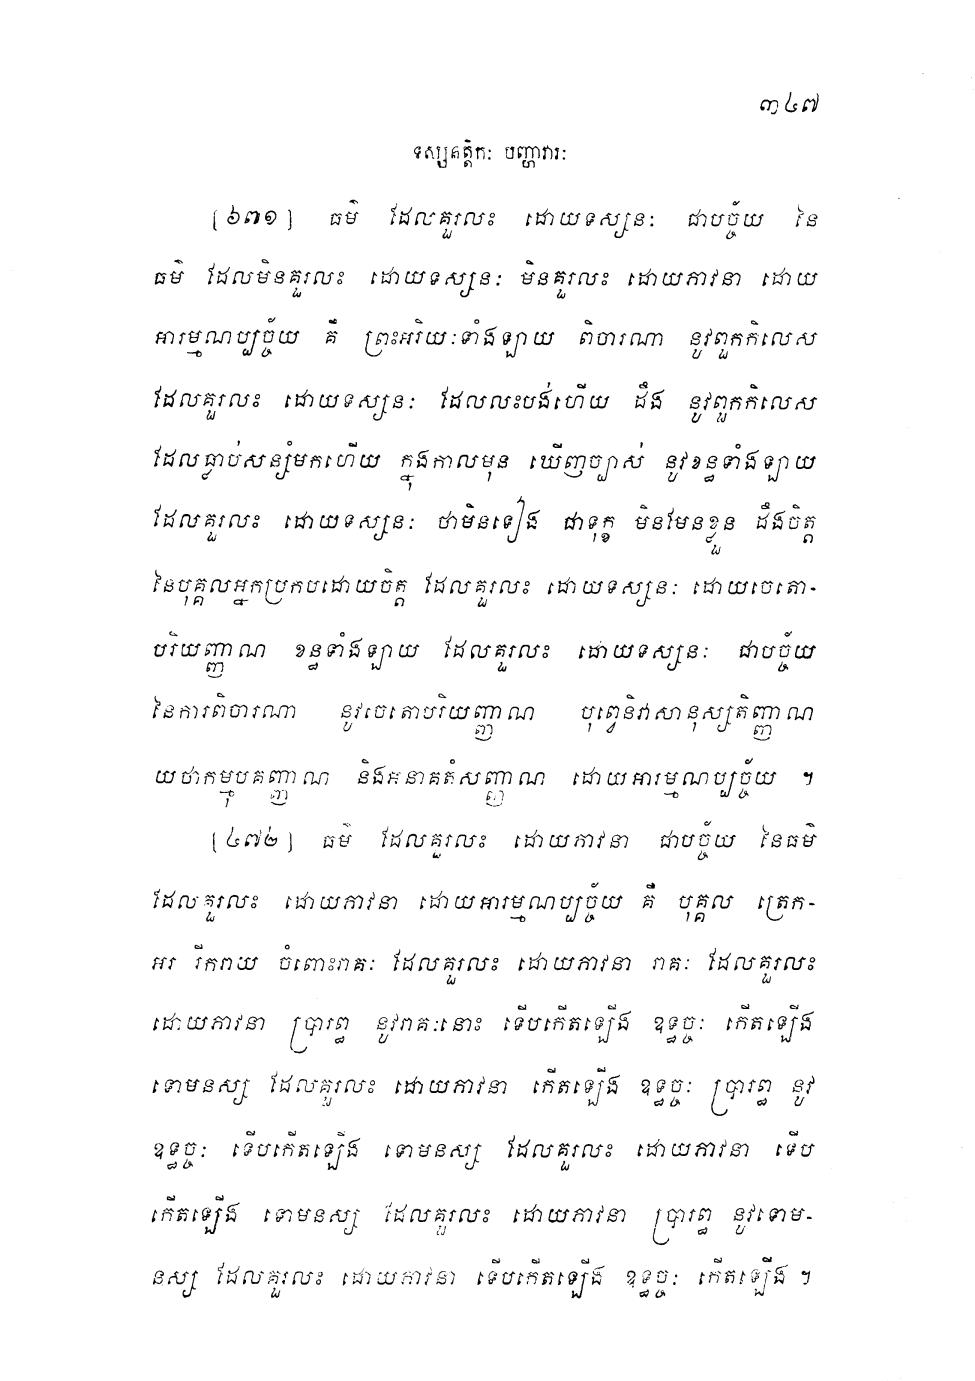 ៣៤៧
ទស្សនត្តិកៈ បញ្ហាវារៈ
[៦៧១] ធម៌ ដែលគួរលះ ដោយទស្សនៈ ជាបច្ច័យ នៃ
ធម៌ ដែលមិនគួរលះ ដោយទស្សនៈ មិនគួរលះ ដោយភាវនា ដោយ
អារម្មណប្បច្ច័យ គឺ ព្រះអរិយៈទាំងឡាយ ពិចារណា នូវពួកកិលេស
ដែលគួរលះ ដោយទស្សនៈ ដែលលះបង់ហើយ ដឹង នូវពួកកិលេស
ដែលធ្លាប់សន្សំមកហើយ ក្នុងកាលមុន ឃើញច្បាស់ នូវខន្ធទាំងឡាយ
ដែលគួរលះ ដោយទស្សនៈ ថាមិនទៀង ជាទុក្ខ មិនមែនខ្លួន ដឹងចិត្ត
នៃបុគ្គលអ្នកប្រកបដោយចិត្ត ដែលគួរលះ ដោយទស្សនៈ ដោយចេតោ-
បរិយញ្ញាណ ខន្ធទាំងឡាយ ដែលគួរលះ ដោយទស្សនៈ ជាបច្ច័យ
នៃការពិចារណា នូវចេតោបរិយញ្ញាណ បុព្វេនិវាសានុស្សតិញ្ញាណ
យថាកម្មុបគញ្ញាណ និងអនាគតំសញ្ញាណ ដោយអារម្មណប្បច្ច័យ ។
[៤៧២] ធម៌ ដែលគួរលះ ដោយភាវនា ជាបច្ច័យ នៃធម៌
ដែលគួរលះ ដោយភាវនា ដោយអារម្មណប្បច្ច័យ គឺ បុគ្គល ត្រេក-
អរ រីករាយ ចំពោះរាគៈ ដែលគួរលះ ដោយភាវនា រាគៈ ដែលគួរលះ
ដោយភាវនា ប្រារព្ធ នូវរាគៈនោះ ទើបកើតឡើង ឧទ្ធច្ចៈ កើតឡើង
ទោមនស្ស ដែលគួរលះ ដោយភាវនា កើតឡើង ឧទ្ធច្ចៈ ប្រារព្ធ នូវ
ឧទ្ធច្ចៈ ទើបកើតឡើង ទោមនស្ស ដែលគួរលះ ដោយភាវនា ទើប
កើតឡើង ទោមនស្ស ដែលគួរលះ ដោយភាវនា ប្រារព្ធ នូវទោម-
នស្ស ដែលគួរលះ ដោយភាវនា ទើបកើតឡើង ឧទ្ធច្ចៈ កើតឡើង ។